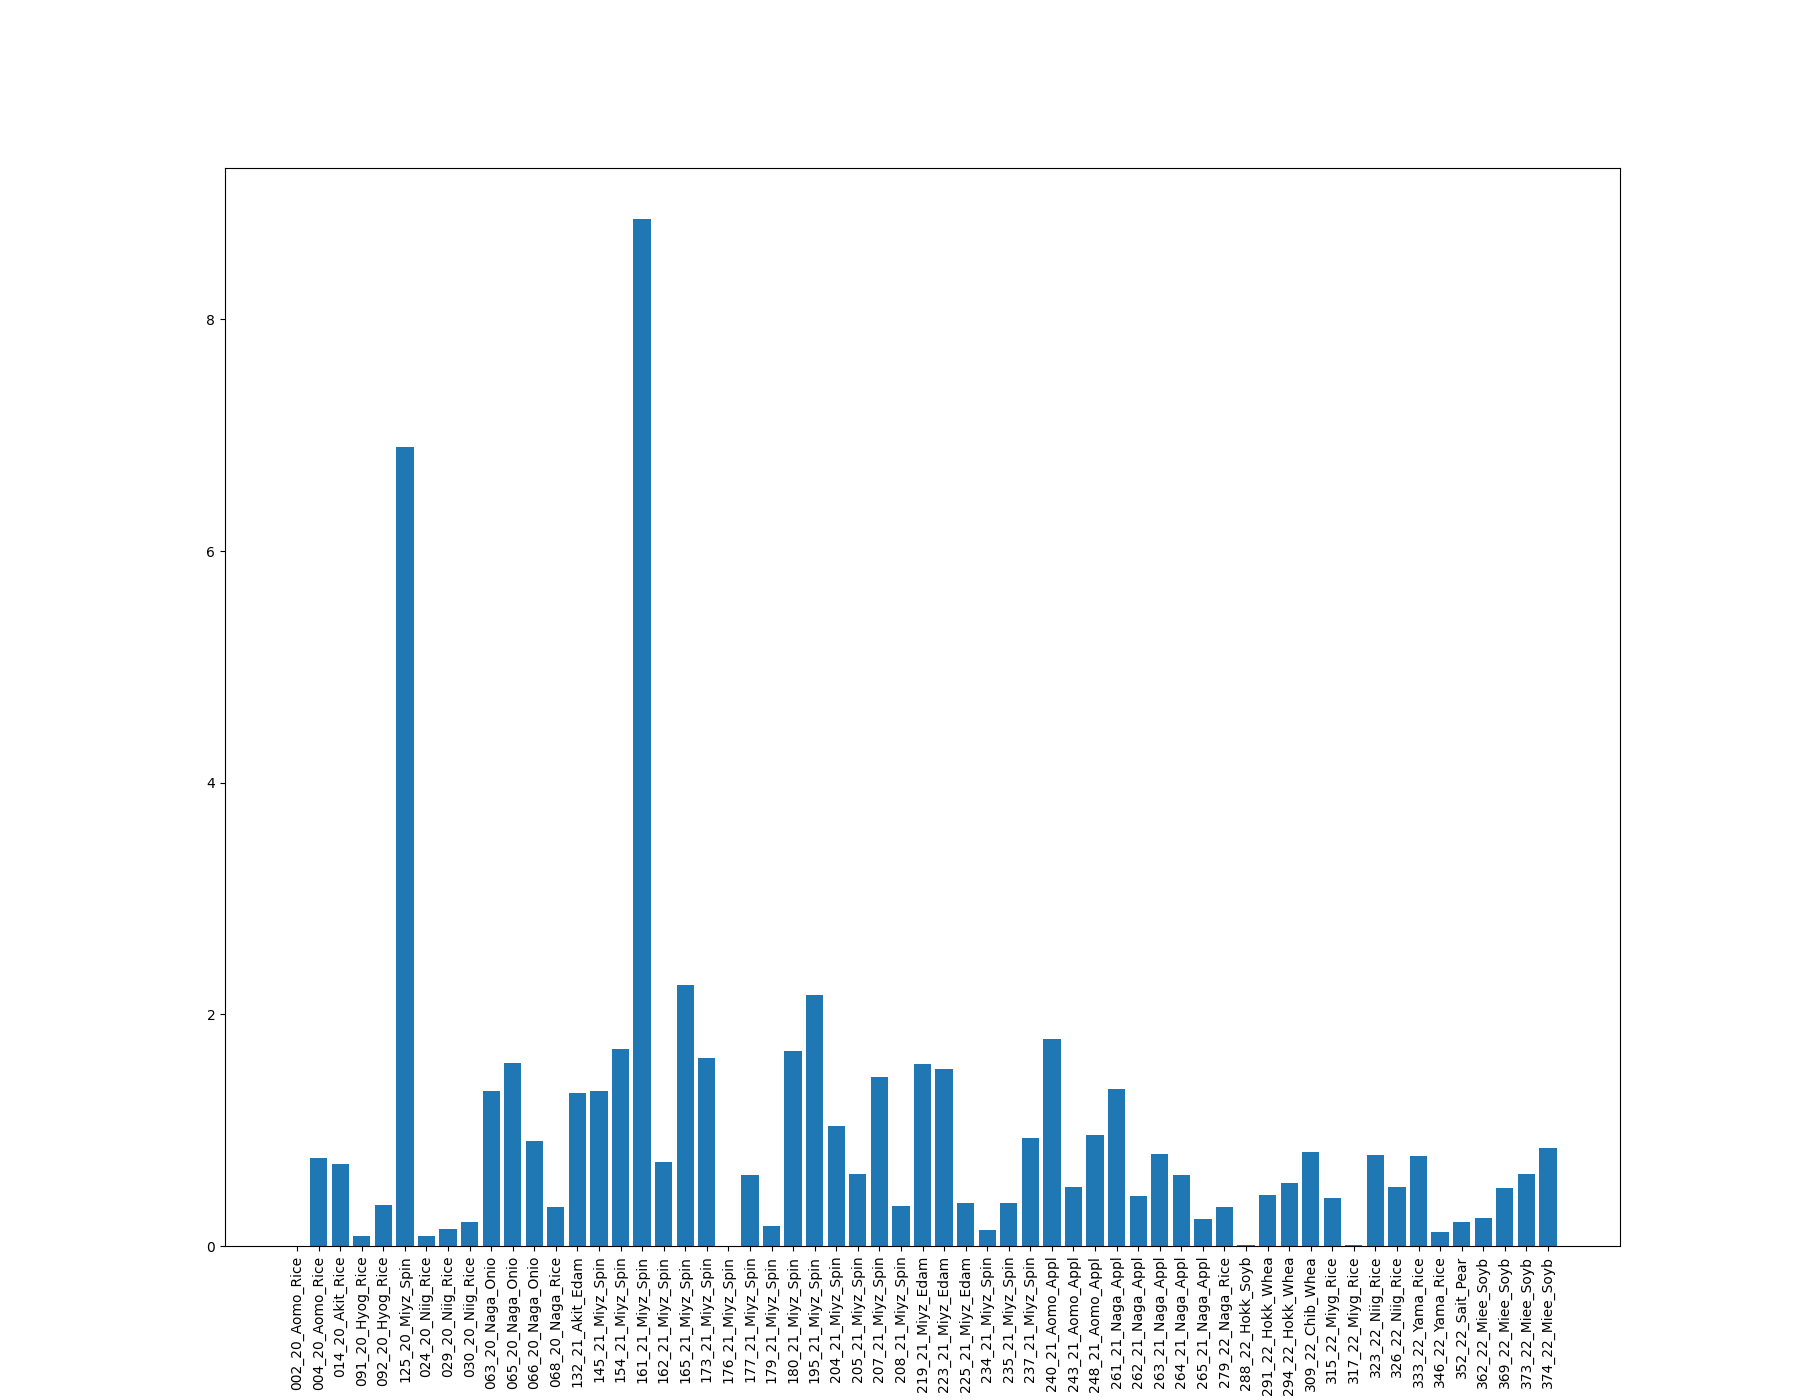 8
6
4
2
0
002_20_Aomo_Rice
004_20_Aomo_Rice
014_20_Akit_Rice
091_20_Hyog_Rice
092_20_Hyog_Rice
125_20_Miyz_Spin
024_20_Niig_Rice
029_20_Niig_Rice
030_20_Niig_Rice
063_20_Naga_Onio
065_20_Naga_Onio
066_20_Naga_Onio
068_20_Naga_Rice
132_21_Akit_Edam
145_21_Miyz_Spin
154_21_Miyz_Spin
161_21_Miyz_Spin
162_21_Miyz_Spin
165_21_Miyz_Spin
173_21_Miyz_Spin
176_21_Miyz_Spin
177_21_Miyz_Spin
179_21_Miyz_Spin
180_21_Miyz_Spin
195_21_Miyz_Spin
204_21_Miyz_Spin
205_21_Miyz_Spin
207_21_Miyz_Spin
208_21_Miyz_Spin
219_21_Miyz_Edam
223_21_Miyz_Edam
225_21_Miyz_Edam
234_21_Miyz_Spin
235_21_Miyz_Spin
237_21_Miyz_Spin
240_21_Aomo_Appl
243_21_Aomo_Appl
248_21_Aomo_Appl
261_21_Naga_Appl
262_21_Naga_Appl
263_21_Naga_Appl
264_21_Naga_Appl
265_21_Naga_Appl
279_22_Naga_Rice
288_22_Hokk_Soyb
291_22_Hokk_Whea
294_22_Hokk_Whea
309_22_Chib_Whea
315_22_Miyg_Rice
317_22_Miyg_Rice
323_22_Niig_Rice
326_22_Niig_Rice
333_22_Yama_Rice
346_22_Yama_Rice
352_22_Sait_Pear
362_22_Miee_Soyb
369_22_Miee_Soyb
373_22_Miee_Soyb
374_22_Miee_Soyb